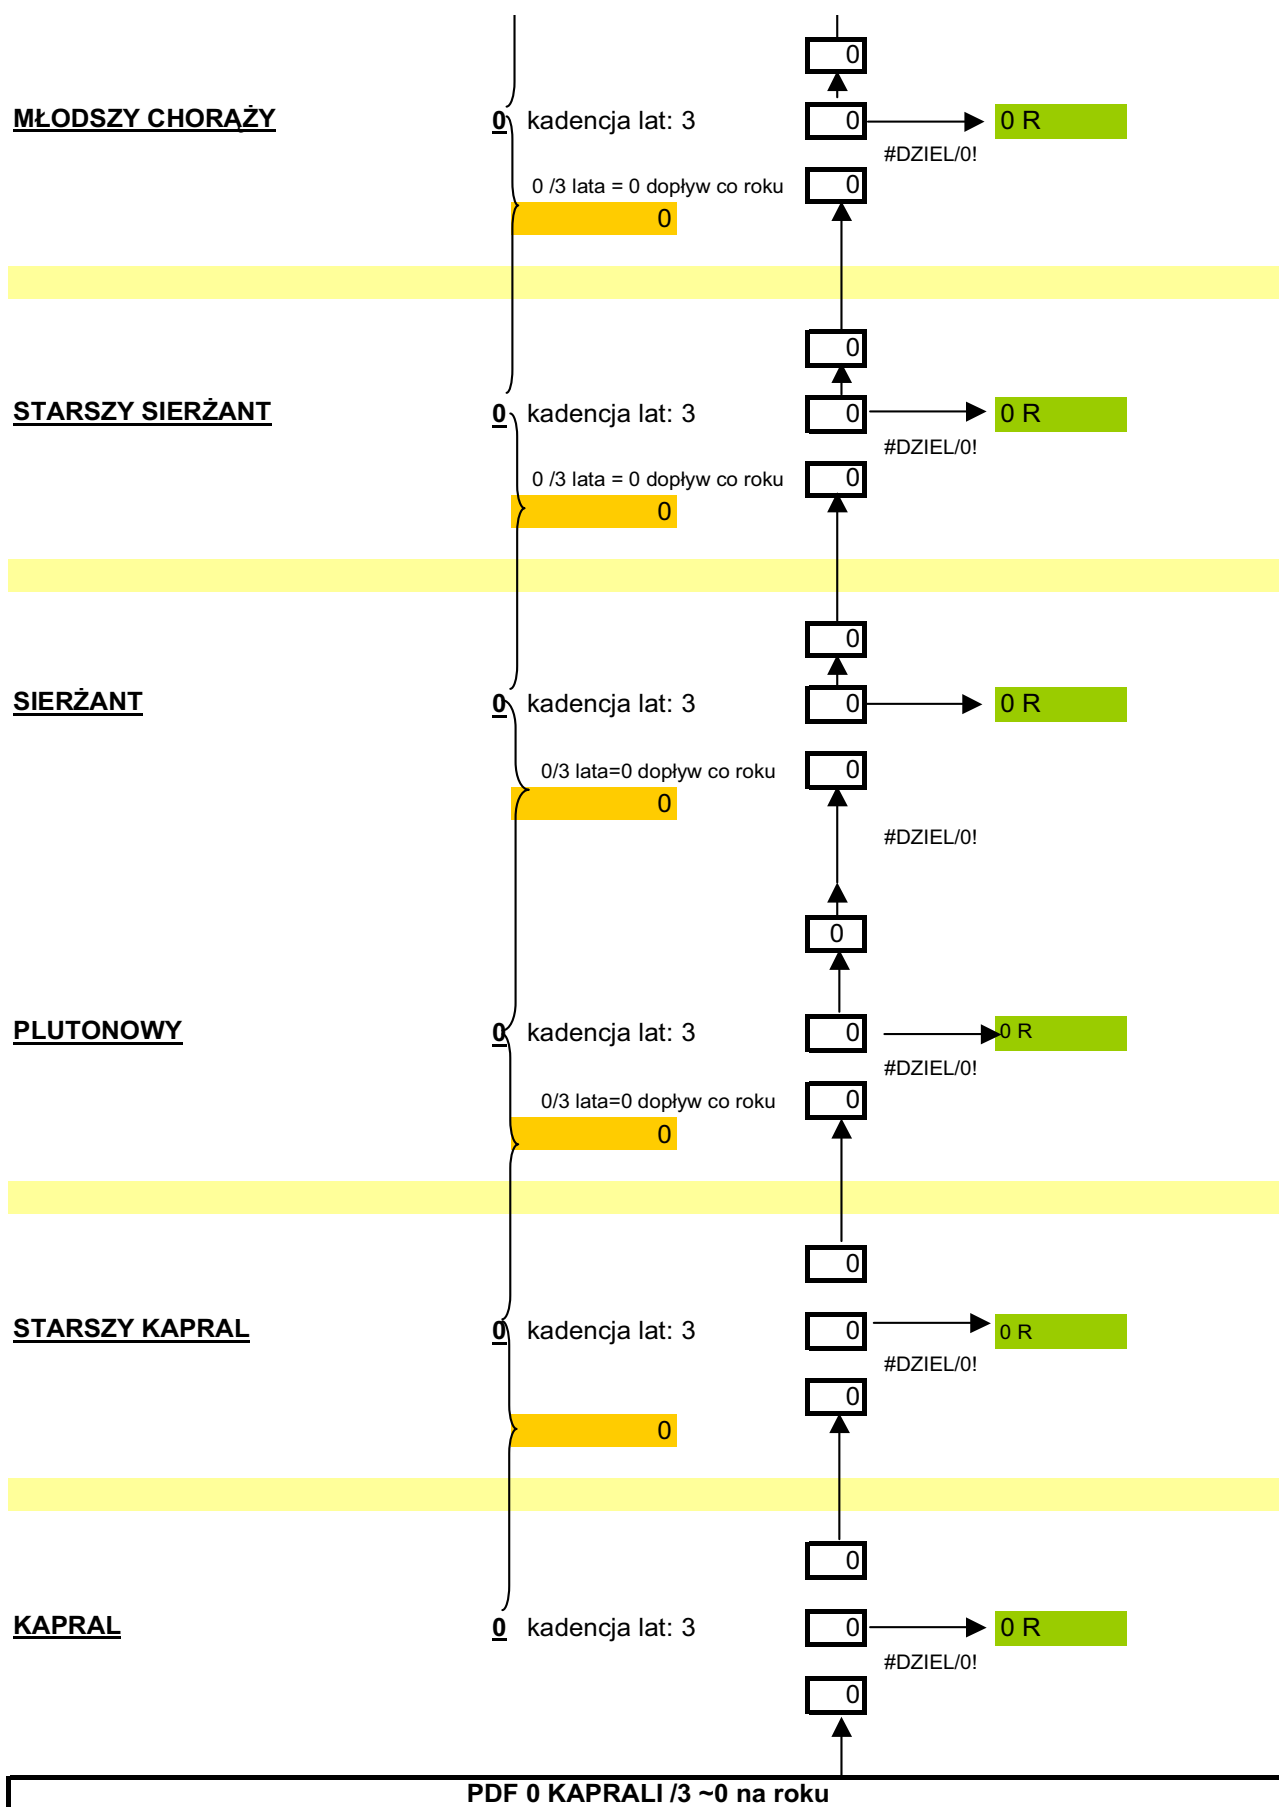 0
MŁODSZY CHORĄŻY 0 kadencja lat: 3 0 0 R
#DZIEL/0!
0 /3 lata = 0 dopływ co roku 0
0
0
STARSZY SIERŻANT 0 kadencja lat: 3 0 0 R
#DZIEL/0!
0 /3 lata = 0 dopływ co roku 0
0
0
SIERŻANT 0 kadencja lat: 3 0 0 R
0/3 lata=0 dopływ co roku 0
0
#DZIEL/0!
0
PLUTONOWY 0 kadencja lat: 3 0 0 R
#DZIEL/0!
0/3 lata=0 dopływ co roku 0
0
0
STARSZY KAPRAL 0 kadencja lat: 3 0 0 R
#DZIEL/0!
0
0
0
KAPRAL 0 kadencja lat: 3 0 0 R
#DZIEL/0!
0
PDF 0 KAPRALI /3 ~0 na roku